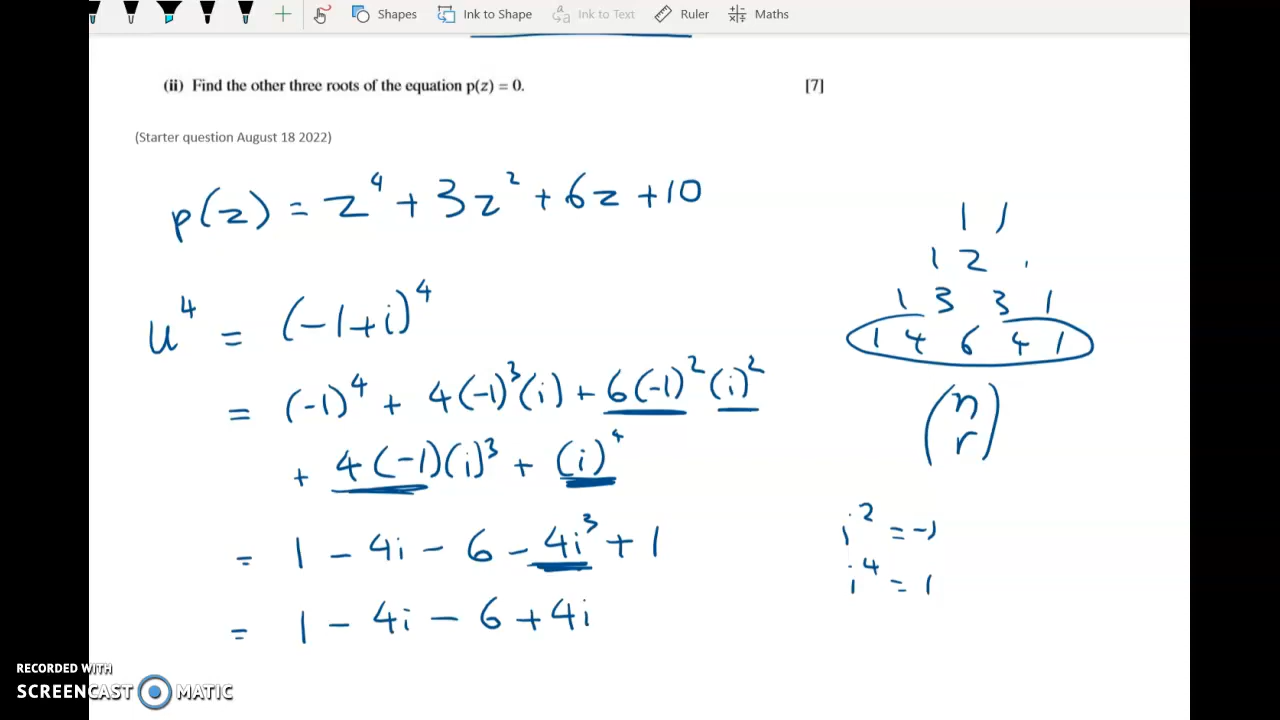 Shapes Ink to Shape Ink to Text Ruler Maths
(ii) Find the other three roots of the equation p(z) = 0. [7]
(Starter question August 18 2022)
p(z) = z⁴ + 3z² + 6z + 10
u⁴ = (-1+i)⁴
= (-1)⁴ + 4(-1)³(i) + 6(-1)²(i)²
+ 4(-1)(i)³ + (i)⁴
= 1 - 4i - 6 - 4i³ + 1
= 1 - 4i - 6 + 4i
1 1
1 2
1 3 3 1
1 4 6 4 1
(n
r)
i² = -1
i⁴ = 1
RECORDED WITH
SCREENCAST MATIC